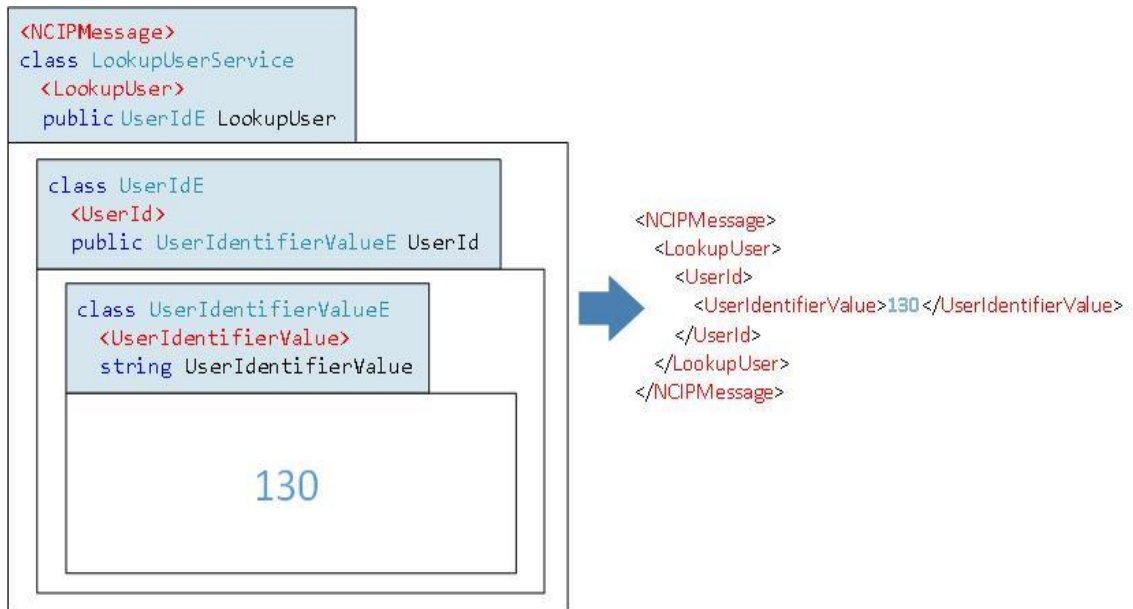 <NCIPMessage>
class LookupUserService
<LookupUser>
public UserIdE LookupUser
class UserIdE
<UserId>
public UserIdentifierValueE UserId
class UserIdentifierValueE
<UserIdentifierValue>
string UserIdentifierValue
130
<NCIPMessage>
<LookupUser>
<UserId>
<UserIdentifierValue>130</UserIdentifierValue>
</UserId>
</LookupUser>
</NCIPMessage>